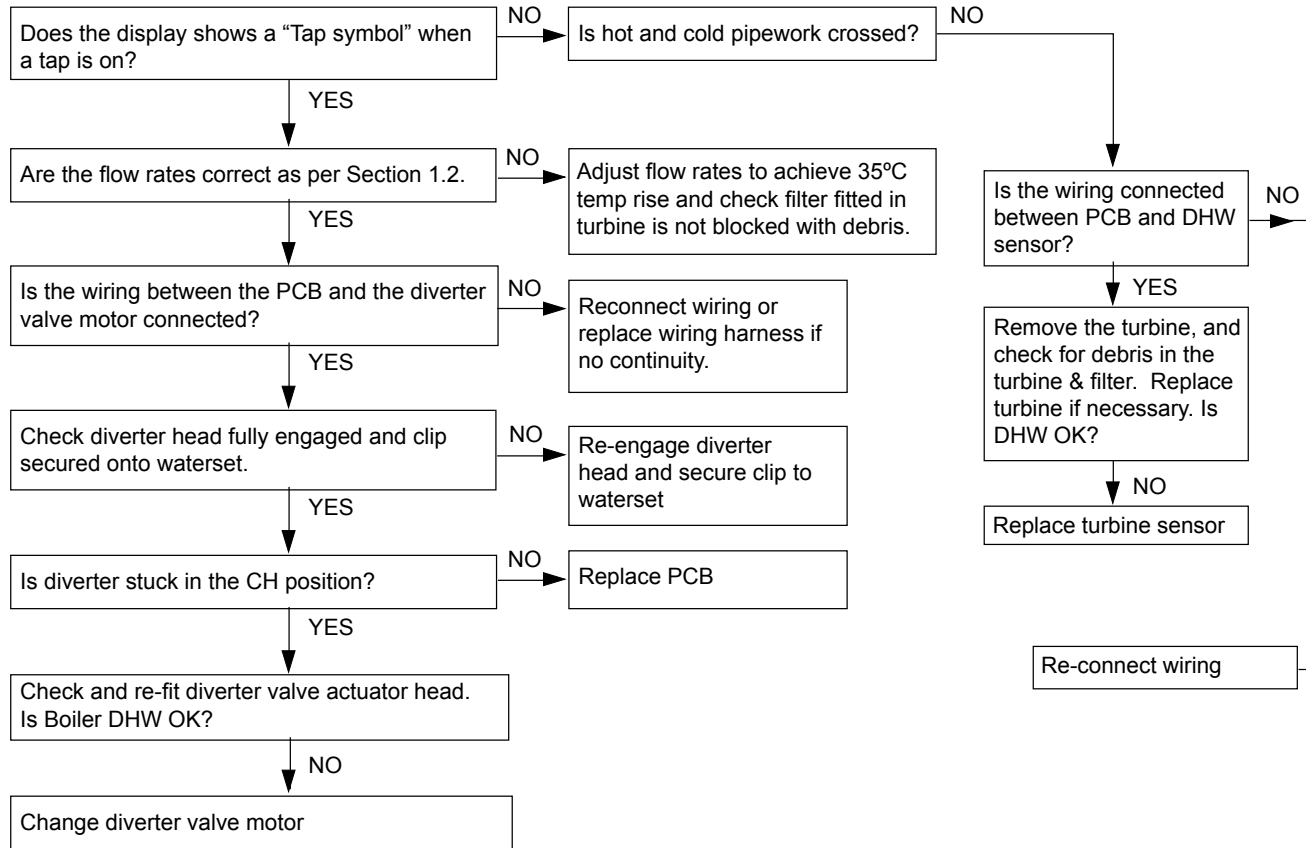 Does the display shows a “Tap symbol” when
a tap is on?
NO
Is hot and cold pipework crossed?
NO
YES
Are the flow rates correct as per Section 1.2.
NO
Adjust flow rates to achieve 35ºC
temp rise and check filter fitted in
turbine is not blocked with debris.
Is the wiring connected
between PCB and DHW
sensor?
NO
YES
YES
Is the wiring between the PCB and the diverter
valve motor connected?
NO
Reconnect wiring or
replace wiring harness if
no continuity.
Remove the turbine, and
check for debris in the
turbine & filter. Replace
turbine if necessary. Is
DHW OK?
YES
Check diverter head fully engaged and clip
secured onto waterset.
NO
Re-engage diverter
head and secure clip to
waterset
NO
Replace turbine sensor
YES
Is diverter stuck in the CH position?
NO
Replace PCB
YES
Re-connect wiring
Check and re-fit diverter valve actuator head.
Is Boiler DHW OK?
NO
Change diverter valve motor